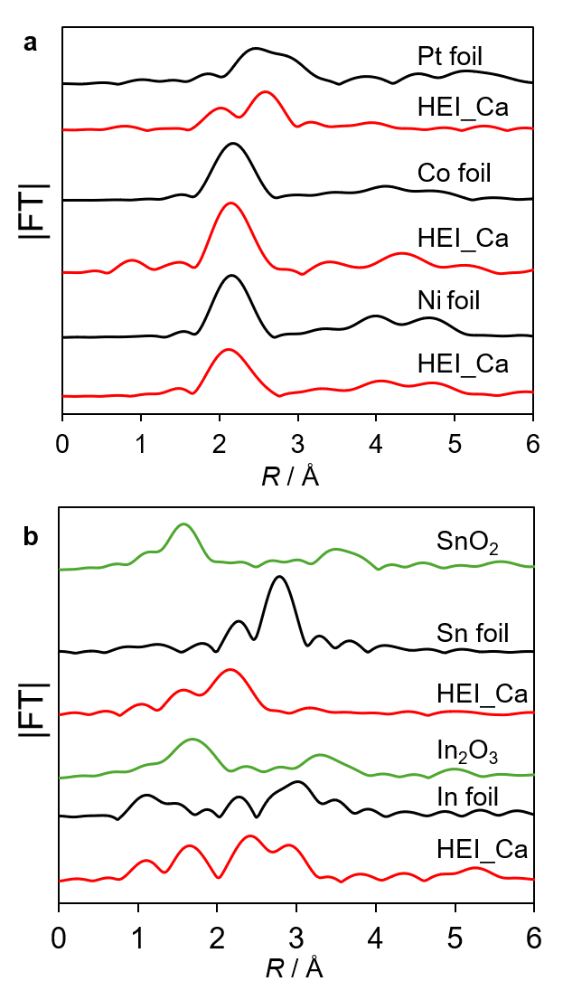 a
Pt foil
HEI_Ca
Co foil
HEI_Ca
Ni foil
HEI_Ca
|FT|
0 1 2 3 4 5 6
R / Å
b
SnO₂
Sn foil
HEI_Ca
In₂O₃
In foil
HEI_Ca
|FT|
0 1 2 3 4 5 6
R / Å